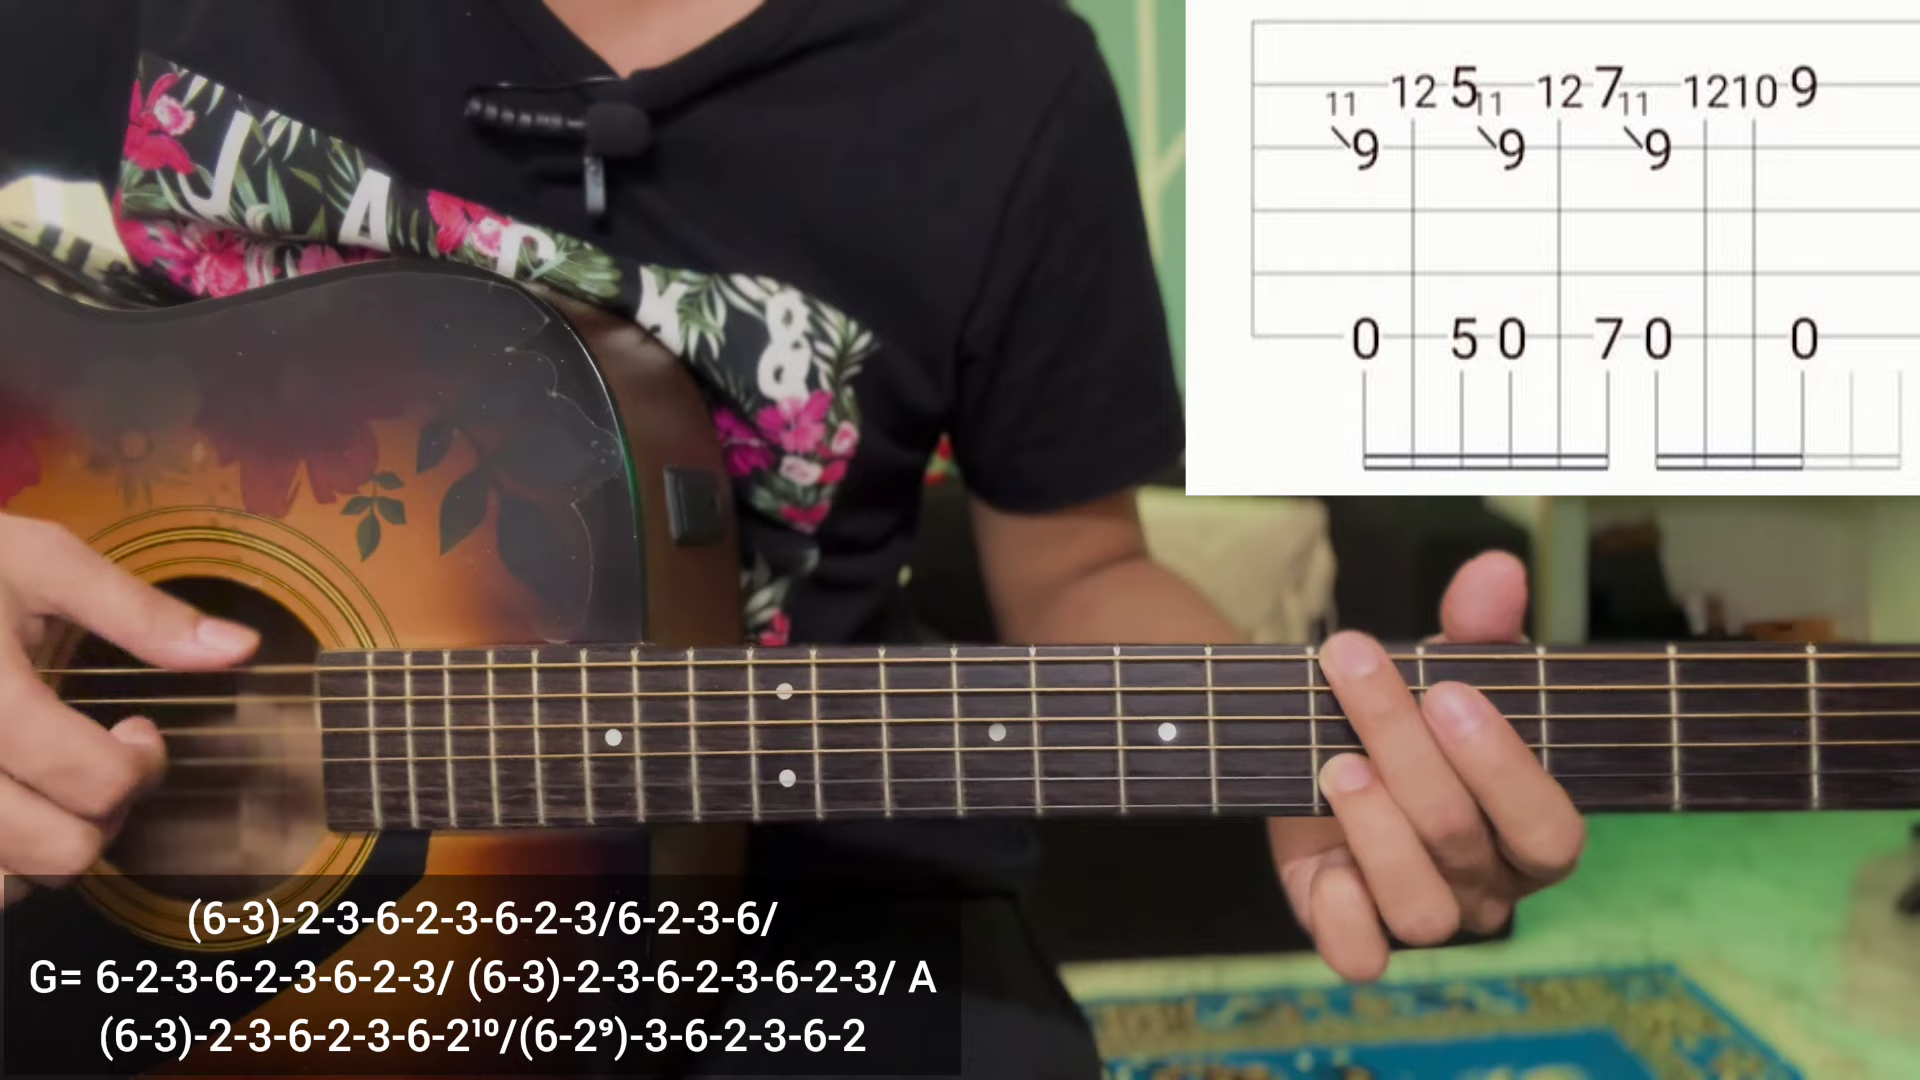 JACK &
11 12 5 11 12 7 11 12 10 9
9 9 9
0 5 0 7 0 0
(6-3)-2-3-6-2-3-6-2-3/6-2-3-6/
G= 6-2-3-6-2-3-6-2-3/ (6-3)-2-3-6-2-3-6-2-3/ A
(6-3)-2-3-6-2-3-6-2¹⁰/(6-2⁹)-3-6-2-3-6-2